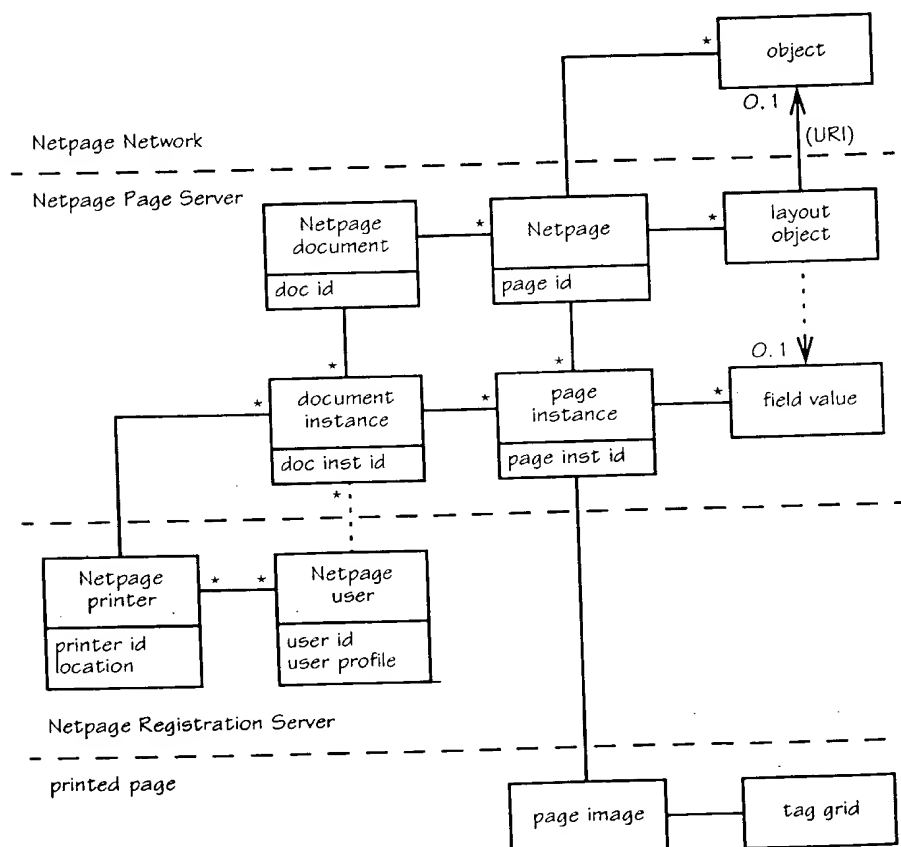 *
object
0.1
(URI)
Netpage Network
Netpage Page Server
Netpage
document
doc id
*
Netpage
page id
*
layout
object
*
*
0.1
*
document
instance
doc inst id
*
page
instance
page inst id
*
field value
*
Netpage
printer
printer id
location
*
*
Netpage
user
user id
user profile
Netpage Registration Server
printed page
page image
tag grid